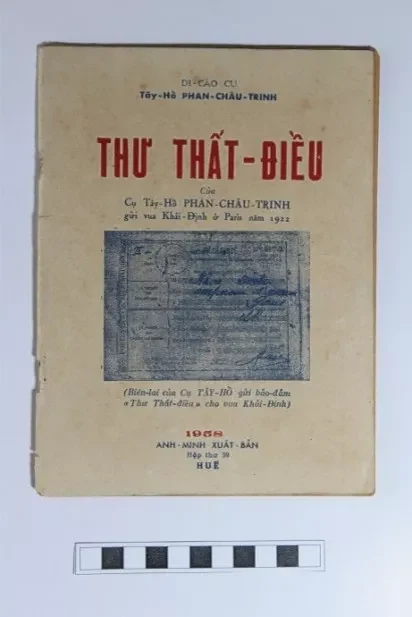 DI-CẢO CỤ
Tây-Hồ PHAN-CHÂU-TRINH
THƯ THẤT-ĐIỀU
Của
Cụ Tây-Hồ PHAN-CHÂU-TRINH
gửi vua Khải-Định ở Paris năm 1922
(Biên-lai của Cụ TÂY-HỒ gửi bảo-đảm
« Thư Thất-điều » cho vua Khải-Định)
1958
ANH-MINH XUẤT-BẢN
Hộp thư 39
HUẾ